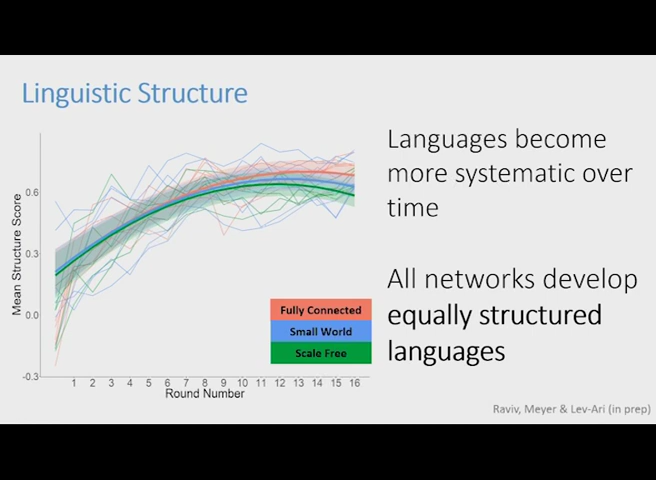 Linguistic Structure
Languages become
more systematic over
time
All networks develop
equally structured
languages
Mean Structure Score
0.6
0.3
0.0
-0.3
1 2 3 4 5 6 7 8 9 10 11 12 13 14 15 16
Round Number
Fully Connected
Small World
Scale Free
Raviv, Meyer & Lev-Ari (in prep)